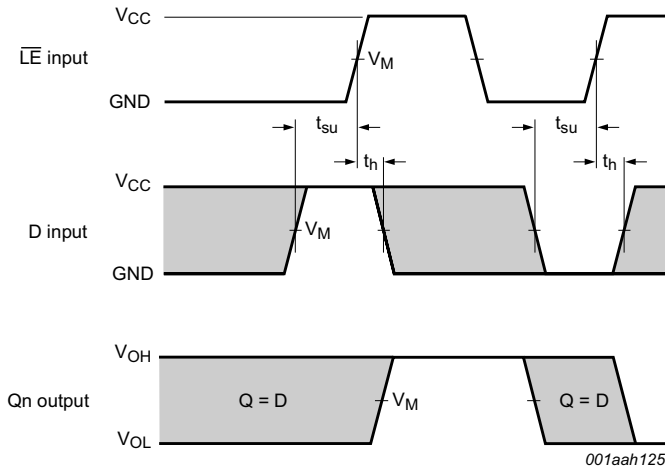 VCC
LE input
VM
GND
tsu
tsu
th
th
VCC
D input
VM
GND
VOH
Qn output
Q = D
VM
Q = D
VOL
001aah125